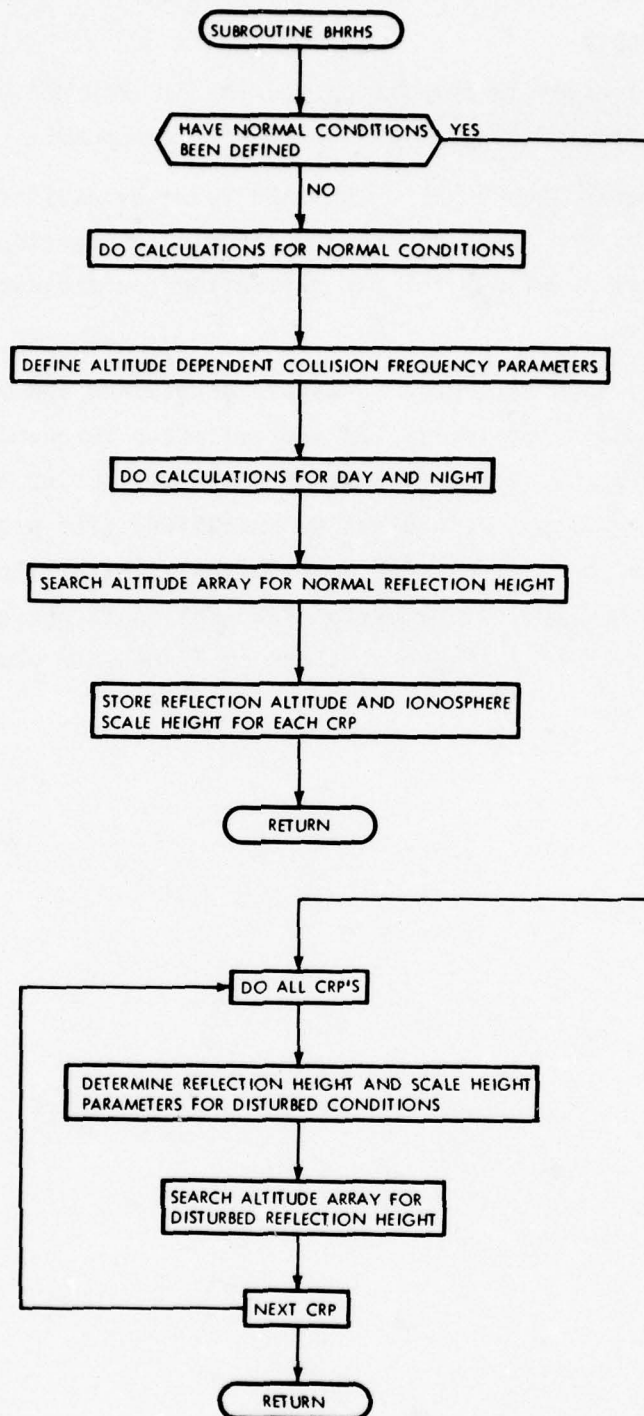 SUBROUTINE BHRHS
HAVE NORMAL CONDITIONS
BEEN DEFINED
YES
NO
DO CALCULATIONS FOR NORMAL CONDITIONS
DEFINE ALTITUDE DEPENDENT COLLISION FREQUENCY PARAMETERS
DO CALCULATIONS FOR DAY AND NIGHT
SEARCH ALTITUDE ARRAY FOR NORMAL REFLECTION HEIGHT
STORE REFLECTION ALTITUDE AND IONOSPHERE
SCALE HEIGHT FOR EACH CRP
RETURN
DO ALL CRP'S
DETERMINE REFLECTION HEIGHT AND SCALE HEIGHT
PARAMETERS FOR DISTURBED CONDITIONS
SEARCH ALTITUDE ARRAY FOR
DISTURBED REFLECTION HEIGHT
NEXT CRP
RETURN